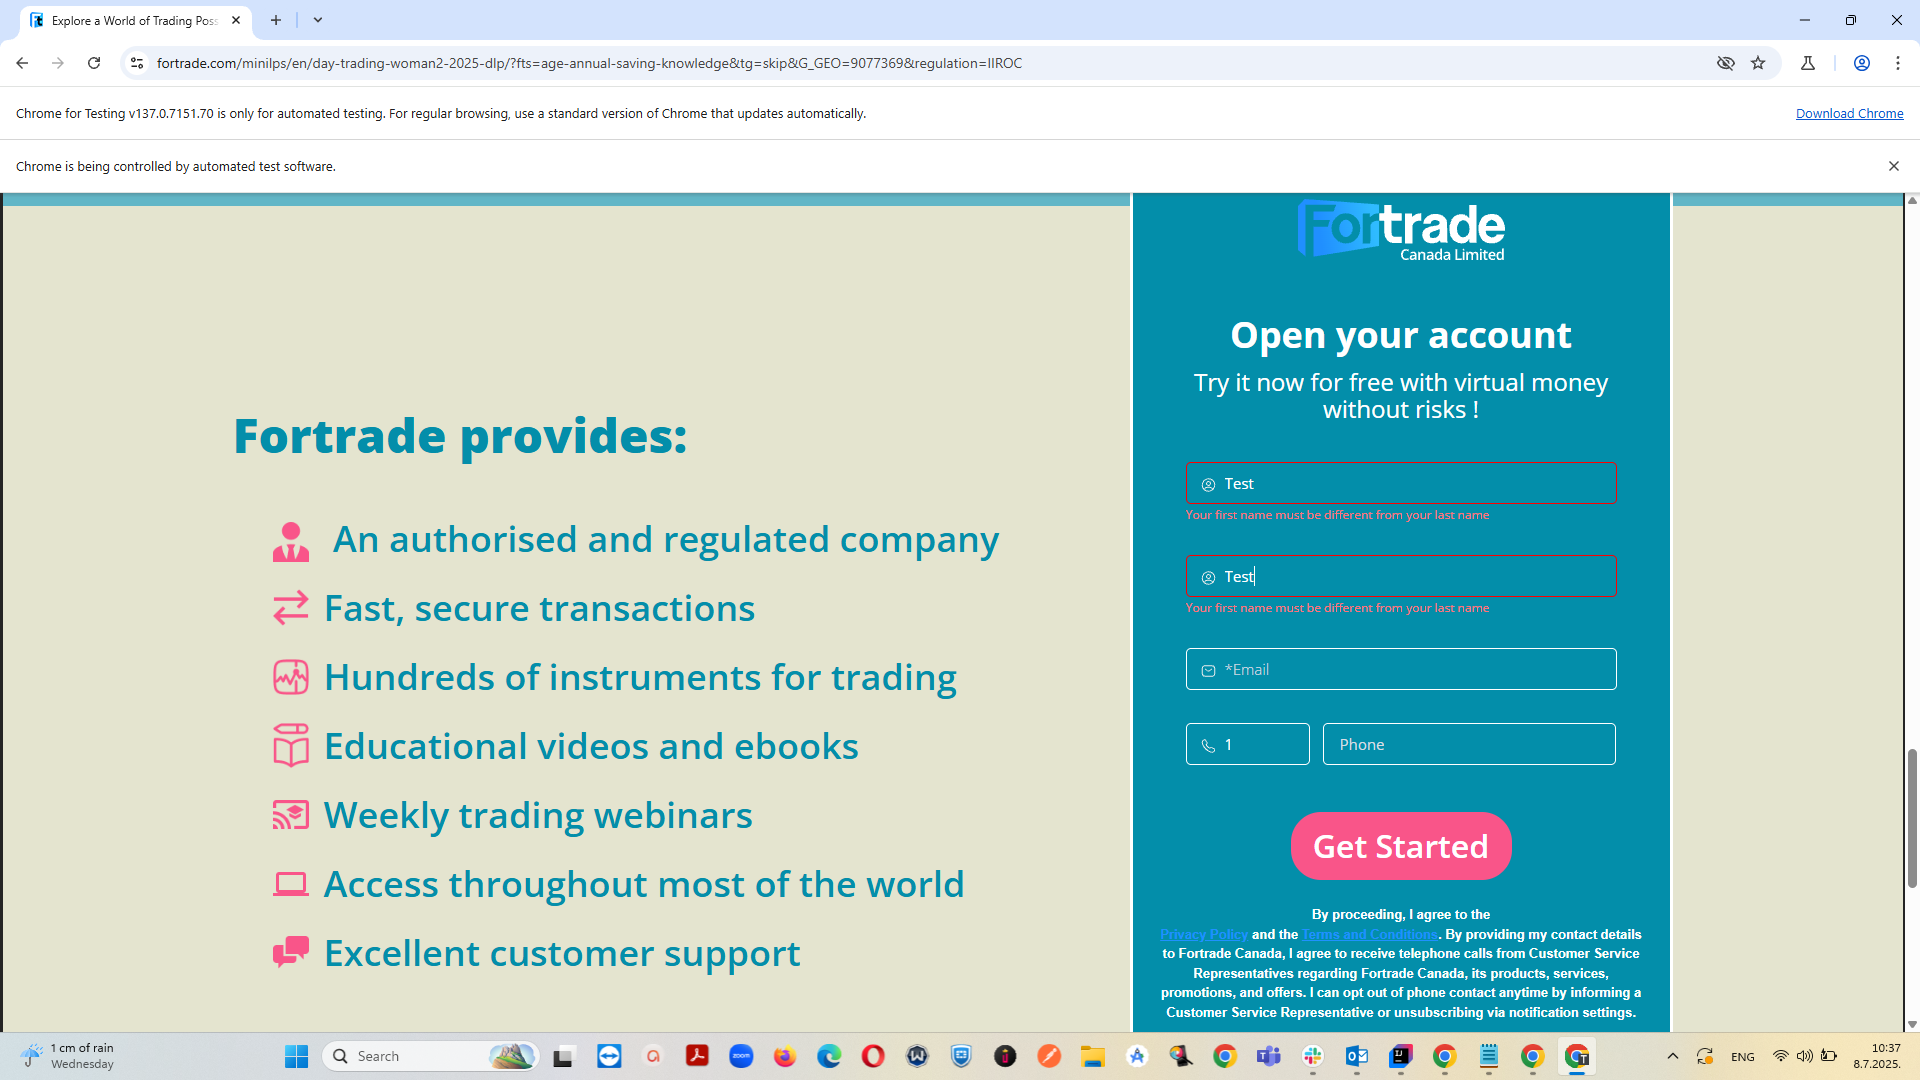 Explore a World of Trading Poss
fortrade.com/minilps/en/day-trading-woman2-2025-dlp/?fts=age-annual-saving-knowledge&tg=skip&G_GEO=9077369&regulation=IIROC
Chrome for Testing v137.0.7151.70 is only for automated testing. For regular browsing, use a standard version of Chrome that updates automatically.
Download Chrome
Chrome is being controlled by automated test software.
Fortrade
Canada Limited
Open your account
Try it now for free with virtual money
without risks !
Test
Your first name must be different from your last name
Test
Your first name must be different from your last name
*Email
1
Phone
Get Started
By proceeding, I agree to the
Privacy Policy and the Terms and Conditions. By providing my contact details
to Fortrade Canada, I agree to receive telephone calls from Customer Service
Representatives regarding Fortrade Canada, its products, services,
promotions, and offers. I can opt out of phone contact anytime by informing a
Customer Service Representative or unsubscribing via notification settings.
Fortrade provides:
An authorised and regulated company
Fast, secure transactions
Hundreds of instruments for trading
Educational videos and ebooks
Weekly trading webinars
Access throughout most of the world
Excellent customer support
1 cm of rain
Wednesday
Search
zoom
ENG
10:37
8.7.2025.